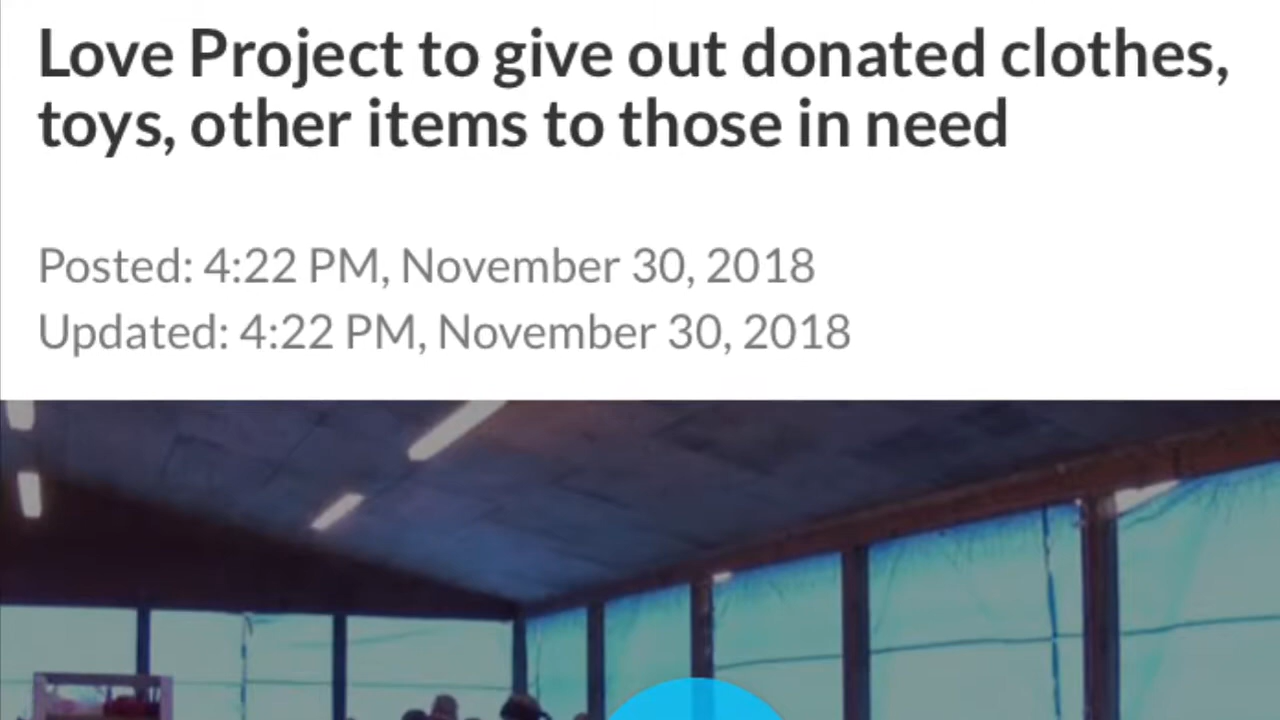 Love Project to give out donated clothes,
toys, other items to those in need
Posted: 4:22 PM, November 30, 2018
Updated: 4:22 PM, November 30, 2018